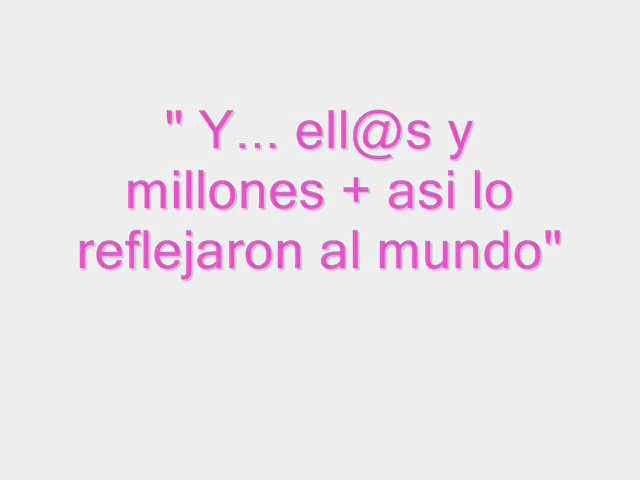 " Y... ell@s y
millones + asi lo
reflejaron al mundo"